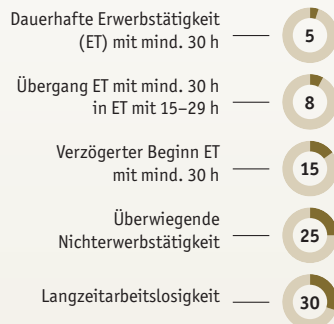 Dauerhafte Erwerbstätigkeit
(ET) mit mind. 30 h
5
Übergang ET mit mind. 30 h
in ET mit 15–29 h
8
Verzögerter Beginn ET
mit mind. 30 h
15
Überwiegende
Nichterwerbstätigkeit
25
Langzeitarbeitslosigkeit
30